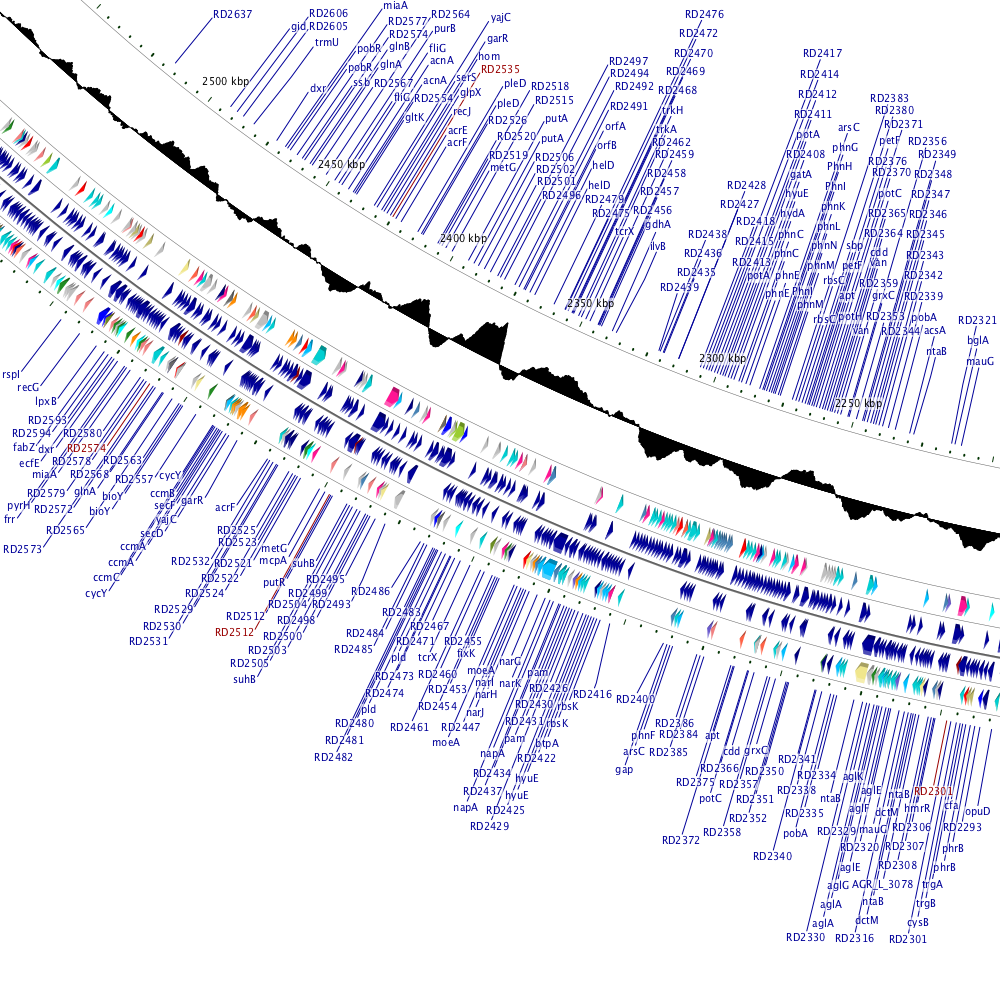 RD2637
RD2606
gid RD2605
trmU
miaA
RD2577
RD2574
glnB
pobR
pobR
glnA
ssb RD2567
dxr
RD2564
purB
fliG
acnA
acnA
fliG RD2554
gltK
yajC
garR
hom
RD2535
serS
glpX
recJ
acrE
acrF
pleD
pleD
RD2526
RD2520
RD2519
metG
RD2518
RD2515
putA
putA
RD2506
RD2502
RD2501
RD2496
RD2497
RD2494
RD2492
RD2491
orfA
orfB
helD
helD
RD2479
RD2475
tcrX
RD2476
RD2472
RD2470
RD2469
RD2468
trkH
trkA
RD2462
RD2459
RD2458
RD2457
RD2456
gdhA
ilvB
RD2438
RD2436
RD2435
RD2439
RD2428
RD2427
RD2418
RD2415
RD2413
potA
RD2417
RD2414
RD2412
RD2411
potA
RD2408
gatA
hyuE
hydA
phnC
phnC
phnE
phnE PhnI
phnM
rbsC
arsC
phnG
PhnH
PhnI
phnK
phnL
phnN
phnM
rbsC
apt
potH
van
sbp
petF
cdd
van
RD2383
RD2380
RD2371
petF
RD2376
RD2370
potC
RD2365
RD2364
RD2359
grxC
RD2353
RD2344
RD2356
RD2349
RD2348
RD2347
RD2346
RD2345
RD2343
RD2342
RD2339
pobA
acsA
ntaB
RD2321
bglA
mauG
2500 kbp
2450 kbp
2400 kbp
2350 kbp
2300 kbp
2250 kbp
rspI
recG
lpxB
RD2593
RD2594
RD2580
fabZ dxr
RD2574
ecfE
RD2578
RD2563
miaA
RD2568
RD2557
cycY
RD2579
glnA
bioY
ccmB
garR
pyrH
RD2572
bioY
secF
frr
RD2565
yajC
secD
RD2573
ccmA
ccmA
ccmC
cycY
acrF
RD2525
RD2523
RD2532
RD2521
RD2522
RD2524
RD2529
RD2530
RD2531
metG
mcpA
suhB
putR
RD2495
RD2499
RD2504
RD2493
RD2512
RD2498
RD2512
RD2500
RD2503
RD2505
suhB
RD2486
RD2483
RD2484
RD2467
RD2485
RD2471
RD2455
pld
tcrX
fixK
RD2473
RD2460
RD2474
RD2453
pld
RD2454
RD2480
RD2461
RD2447
RD2481
moeA
RD2482
narG
moeA
narI
narK
narH
narJ
pam
RD2426
RD2430
rbsK
RD2431
rbsK
pam
btpA
napA
RD2422
RD2434
hyuE
RD2437
hyuE
napA
RD2425
RD2429
RD2416
RD2400
RD2386
phnF
RD2384
apt
arsC
RD2385
gap
cdd grxC
RD2366
RD2350
RD2375
RD2357
potC
RD2351
RD2352
RD2358
RD2372
RD2341
RD2334
RD2338
ntaB
RD2335
pobA
RD2340
aglK
aglE
ntaB
RD2301
aglF
dctM
hmrR
cfa
opuD
RD2329
mauG
RD2306
RD2293
RD2320
RD2307
phrB
aglE
RD2308
phrB
aglG
AGR_L_3078
trgA
aglA
ntaB
trgB
aglA
dctM
cysB
RD2330
RD2316
RD2301